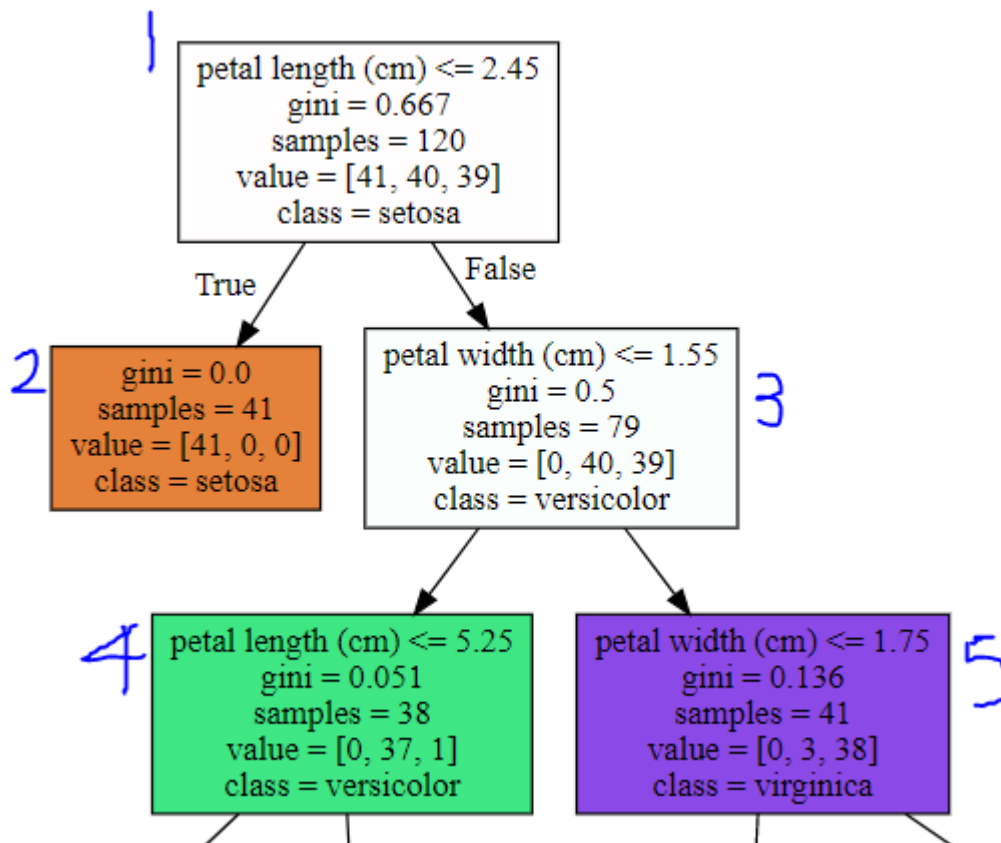 1
petal length (cm) <= 2.45
gini = 0.667
samples = 120
value = [41, 40, 39]
class = setosa
True
False
2
gini = 0.0
samples = 41
value = [41, 0, 0]
class = setosa
petal width (cm) <= 1.55
gini = 0.5
samples = 79
value = [0, 40, 39]
class = versicolor
3
4
petal length (cm) <= 5.25
gini = 0.051
samples = 38
value = [0, 37, 1]
class = versicolor
petal width (cm) <= 1.75
gini = 0.136
samples = 41
value = [0, 3, 38]
class = virginica
5